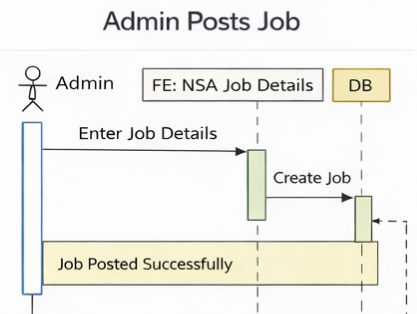 Admin Posts Job
Admin
FE: NSA Job Details
DB
Enter Job Details
Create Job
Job Posted Successfully